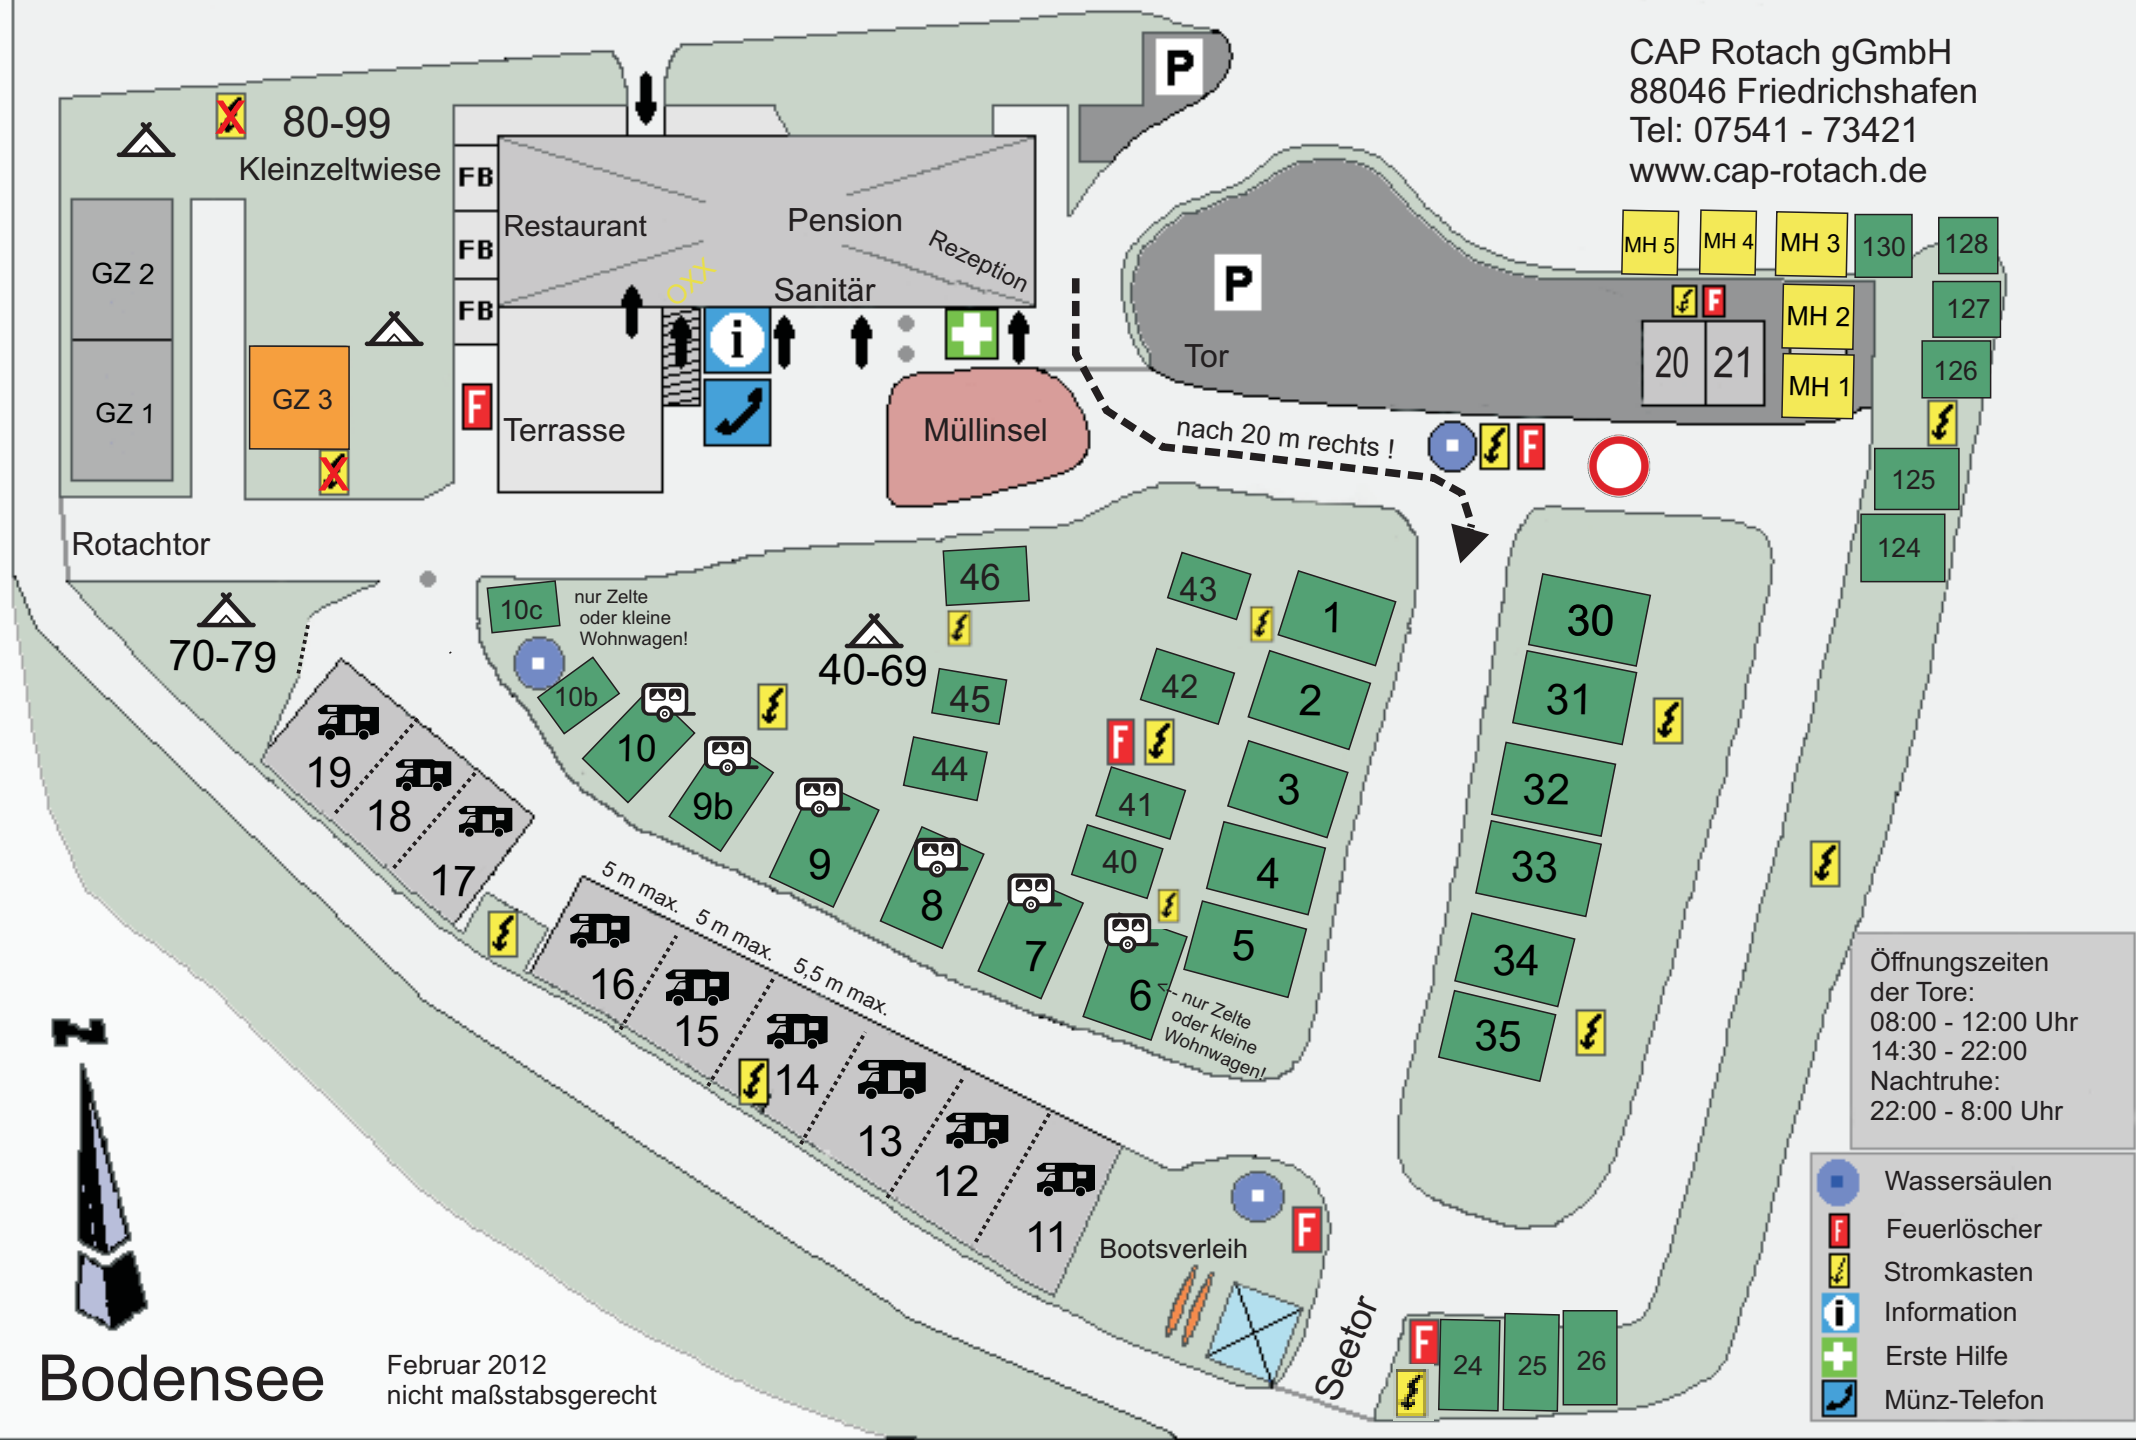 P
CAP Rotach gGmbH
88046 Friedrichshafen
Tel: 07541 - 73421
www.cap-rotach.de
80-99
Kleinzeltwiese
FB
FB
FB
Restaurant
Pension
Rezeption
OXX
Sanitär
i
GZ 2
GZ 1
GZ 3
F
Terrasse
Müllinsel
P
Tor
nach 20 m rechts !
F
MH 5
MH 4
MH 3
130
128
F
MH 2
127
20
21
MH 1
126
125
124
Rotachtor
70-79
10c
nur Zelte
oder kleine
Wohnwagen!
10b
10
9b
9
8
7
6
<-- nur Zelte
oder kleine
Wohnwagen!
40-69
46
45
44
43
42
F
41
40
1
2
3
4
5
30
31
32
33
34
35
19
18
17
5 m max.
5 m max.
5,5 m max.
16
15
14
13
12
11
Bootsverleih
F
Seetor
F
24
25
26
Öffnungszeiten
der Tore:
08:00 - 12:00 Uhr
14:30 - 22:00
Nachtruhe:
22:00 - 8:00 Uhr
Wassersäulen
F Feuerlöscher
Stromkasten
i Information
Erste Hilfe
Münz-Telefon
N
Bodensee
Februar 2012
nicht maßstabsgerecht